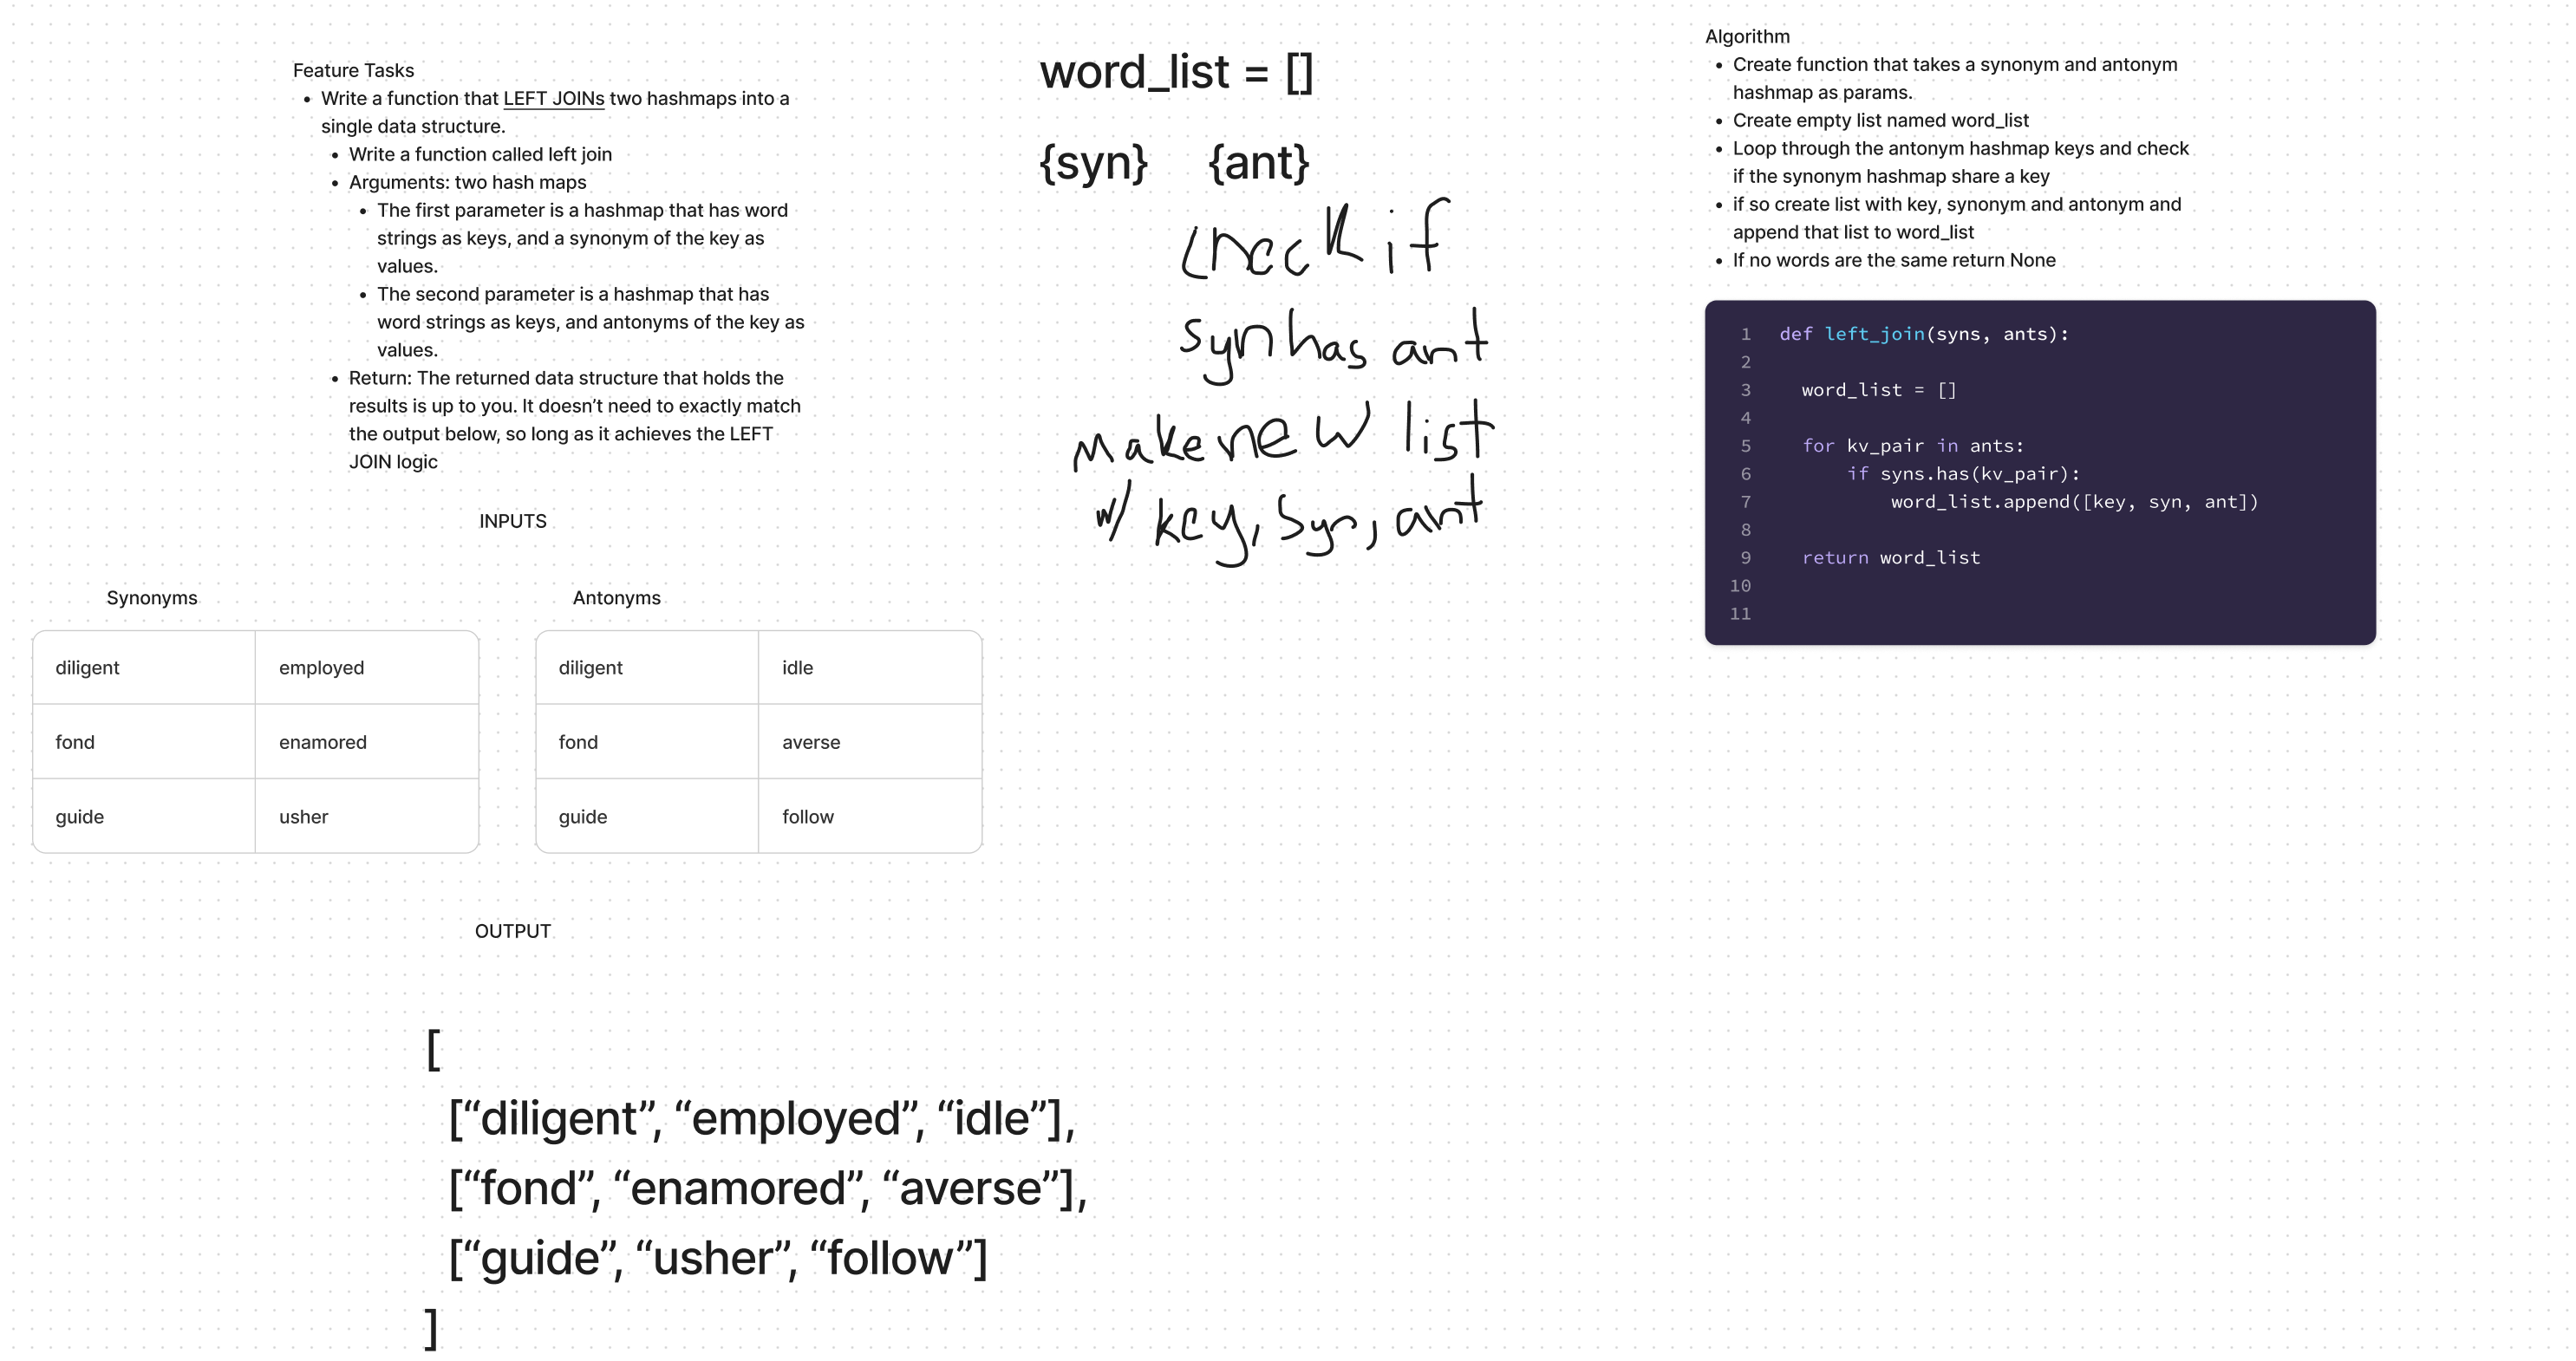 Feature Tasks
• Write a function that LEFT JOINs two hashmaps into a
single data structure.
• Write a function called left join
• Arguments: two hash maps
• The first parameter is a hashmap that has word
strings as keys, and a synonym of the key as
values.
• The second parameter is a hashmap that has
word strings as keys, and antonyms of the key as
values.
• Return: The returned data structure that holds the
results is up to you. It doesn’t need to exactly match
the output below, so long as it achieves the LEFT
JOIN logic
INPUTS
Synonyms
diligent employed
fond enamored
guide usher
Antonyms
diligent idle
fond averse
guide follow
OUTPUT
[
[“diligent”, “employed”, “idle”],
[“fond”, “enamored”, “averse”],
[“guide”, “usher”, “follow”]
]
word_list = []
{syn} {ant}
check if
syn has ant
make new list
w/ key, syn, ant
Algorithm
• Create function that takes a synonym and antonym
hashmap as params.
• Create empty list named word_list
• Loop through the antonym hashmap keys and check
if the synonym hashmap share a key
• if so create list with key, synonym and antonym and
append that list to word_list
• If no words are the same return None
1 def left_join(syns, ants):
2
3 word_list = []
4
5 for kv_pair in ants:
6 if syns.has(kv_pair):
7 word_list.append([key, syn, ant])
8
9 return word_list
10
11